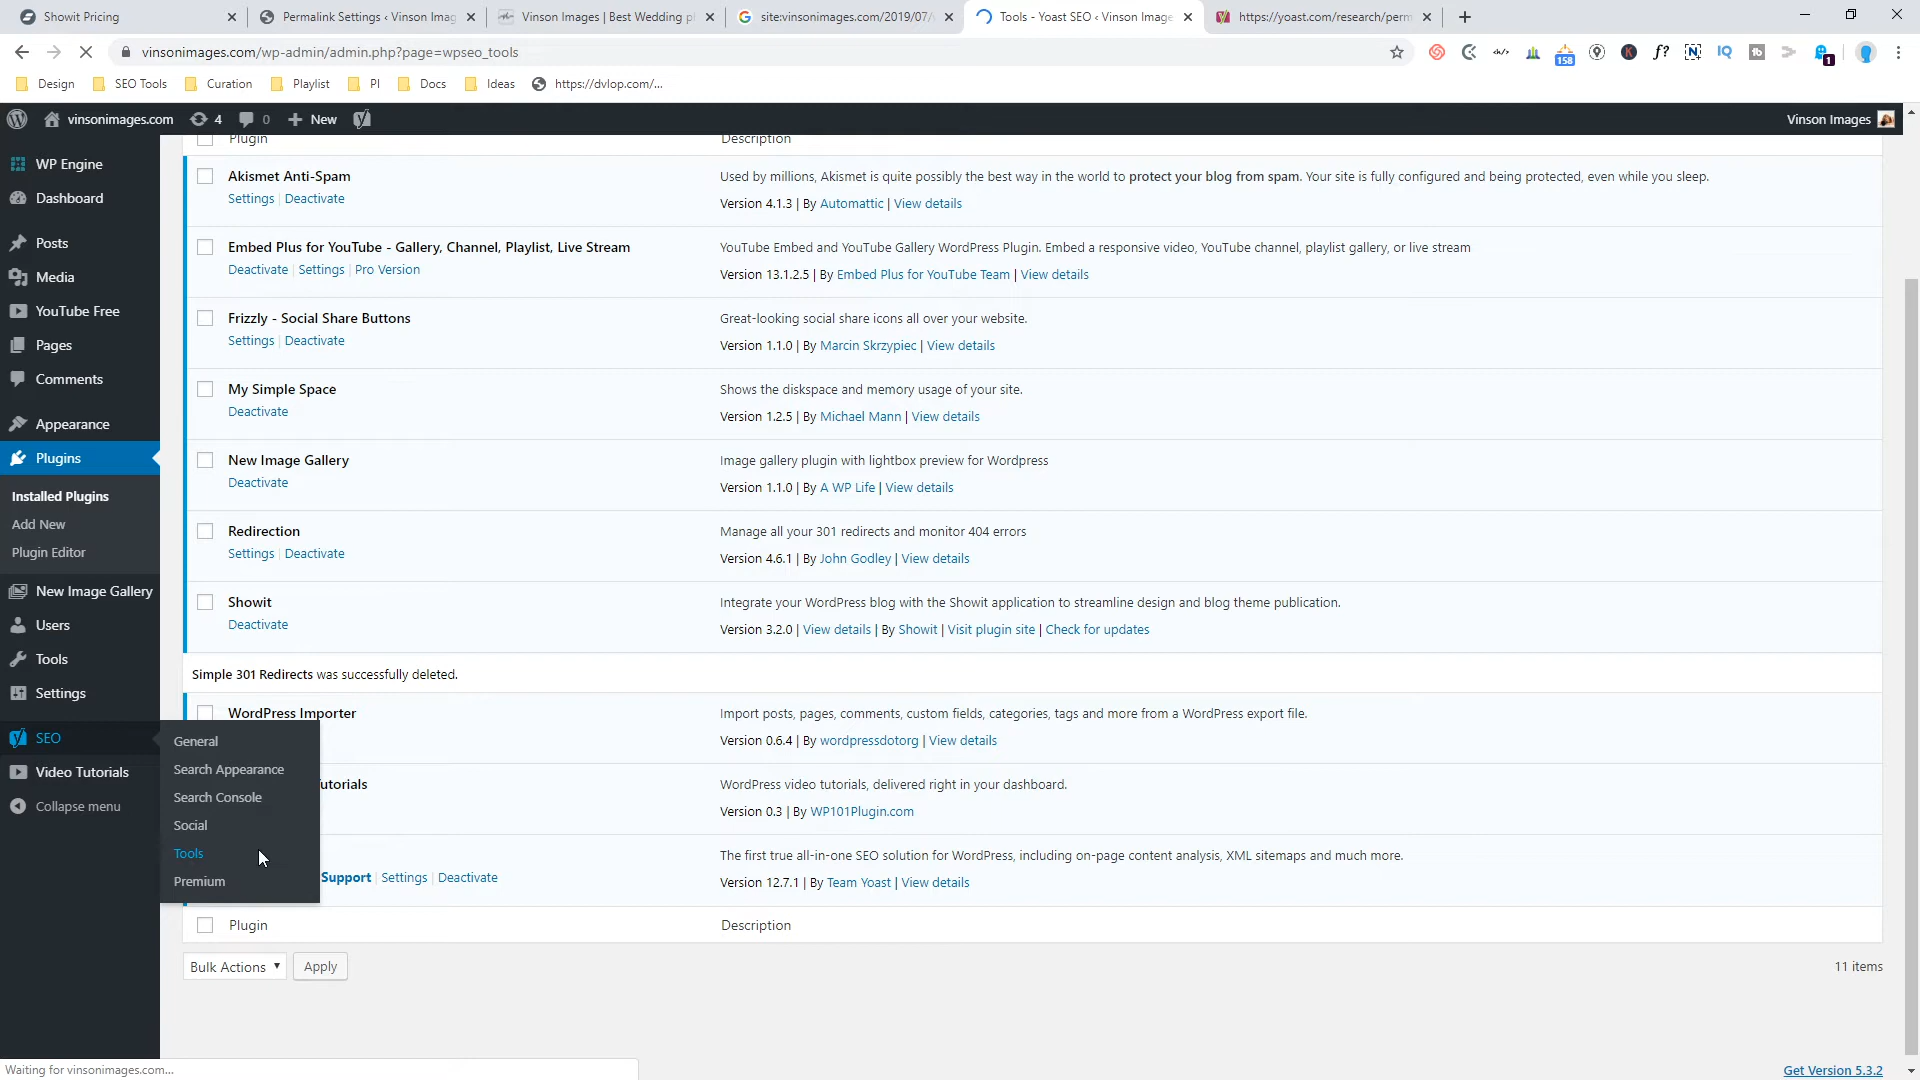 Showit Pricing
Permalink Settings ‹ Vinson Imag
Vinson Images | Best Wedding p
site:vinsonimages.com/2019/07/
Tools - Yoast SEO ‹ Vinson Image
https://yoast.com/research/perm
vinsonimages.com/wp-admin/admin.php?page=wpseo_tools
158
K
f?
N
IQ
tb
1
Design
SEO Tools
Curation
Playlist
PI
Docs
Ideas
https://dvlop.com/...
vinsonimages.com
4
0
New
Vinson Images
WP Engine
Dashboard
Posts
Media
YouTube Free
Pages
Comments
Appearance
Plugins
Installed Plugins
Add New
Plugin Editor
New Image Gallery
Users
Tools
Settings
SEO
Video Tutorials
Collapse menu
General
Search Appearance
Search Console
Social
Tools
Premium
Plugin
Description
Akismet Anti-Spam
Settings | Deactivate
Used by millions, Akismet is quite possibly the best way in the world to protect your blog from spam. Your site is fully configured and being protected, even while you sleep.
Version 4.1.3 | By Automattic | View details
Embed Plus for YouTube - Gallery, Channel, Playlist, Live Stream
Deactivate | Settings | Pro Version
YouTube Embed and YouTube Gallery WordPress Plugin. Embed a responsive video, YouTube channel, playlist gallery, or live stream
Version 13.1.2.5 | By Embed Plus for YouTube Team | View details
Frizzly - Social Share Buttons
Settings | Deactivate
Great-looking social share icons all over your website.
Version 1.1.0 | By Marcin Skrzypiec | View details
My Simple Space
Deactivate
Shows the diskspace and memory usage of your site.
Version 1.2.5 | By Michael Mann | View details
New Image Gallery
Deactivate
Image gallery plugin with lightbox preview for Wordpress
Version 1.1.0 | By A WP Life | View details
Redirection
Settings | Deactivate
Manage all your 301 redirects and monitor 404 errors
Version 4.6.1 | By John Godley | View details
Showit
Deactivate
Integrate your WordPress blog with the Showit application to streamline design and blog theme publication.
Version 3.2.0 | View details | By Showit | Visit plugin site | Check for updates
Simple 301 Redirects was successfully deleted.
WordPress Importer
Import posts, pages, comments, custom fields, categories, tags and more from a WordPress export file.
Version 0.6.4 | By wordpressdotorg | View details
utorials
WordPress video tutorials, delivered right in your dashboard.
Version 0.3 | By WP101Plugin.com
Support | Settings | Deactivate
The first true all-in-one SEO solution for WordPress, including on-page content analysis, XML sitemaps and much more.
Version 12.7.1 | By Team Yoast | View details
Plugin
Description
Bulk Actions
Apply
11 items
Waiting for vinsonimages.com...
Get Version 5.3.2